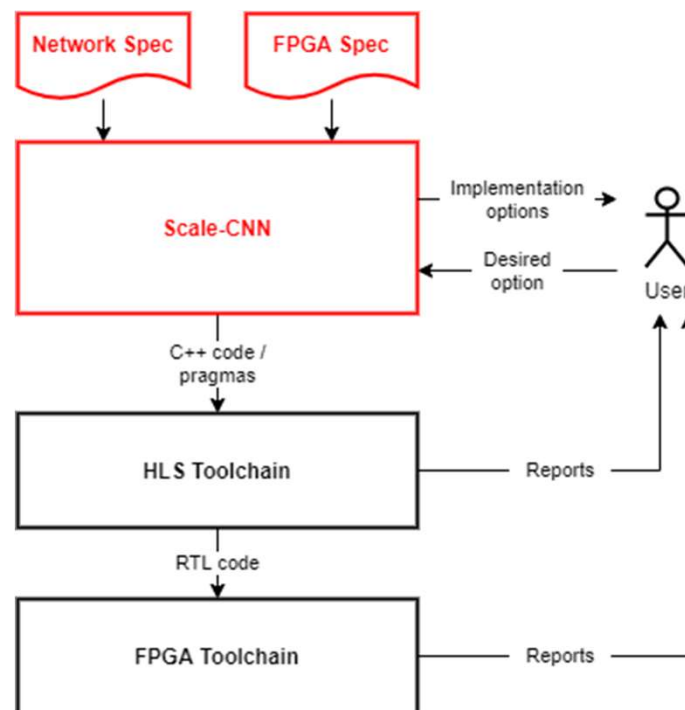 Network Spec
FPGA Spec
Scale-CNN
Implementation
options
Desired
option
User
C++ code /
pragmas
HLS Toolchain
Reports
RTL code
FPGA Toolchain
Reports